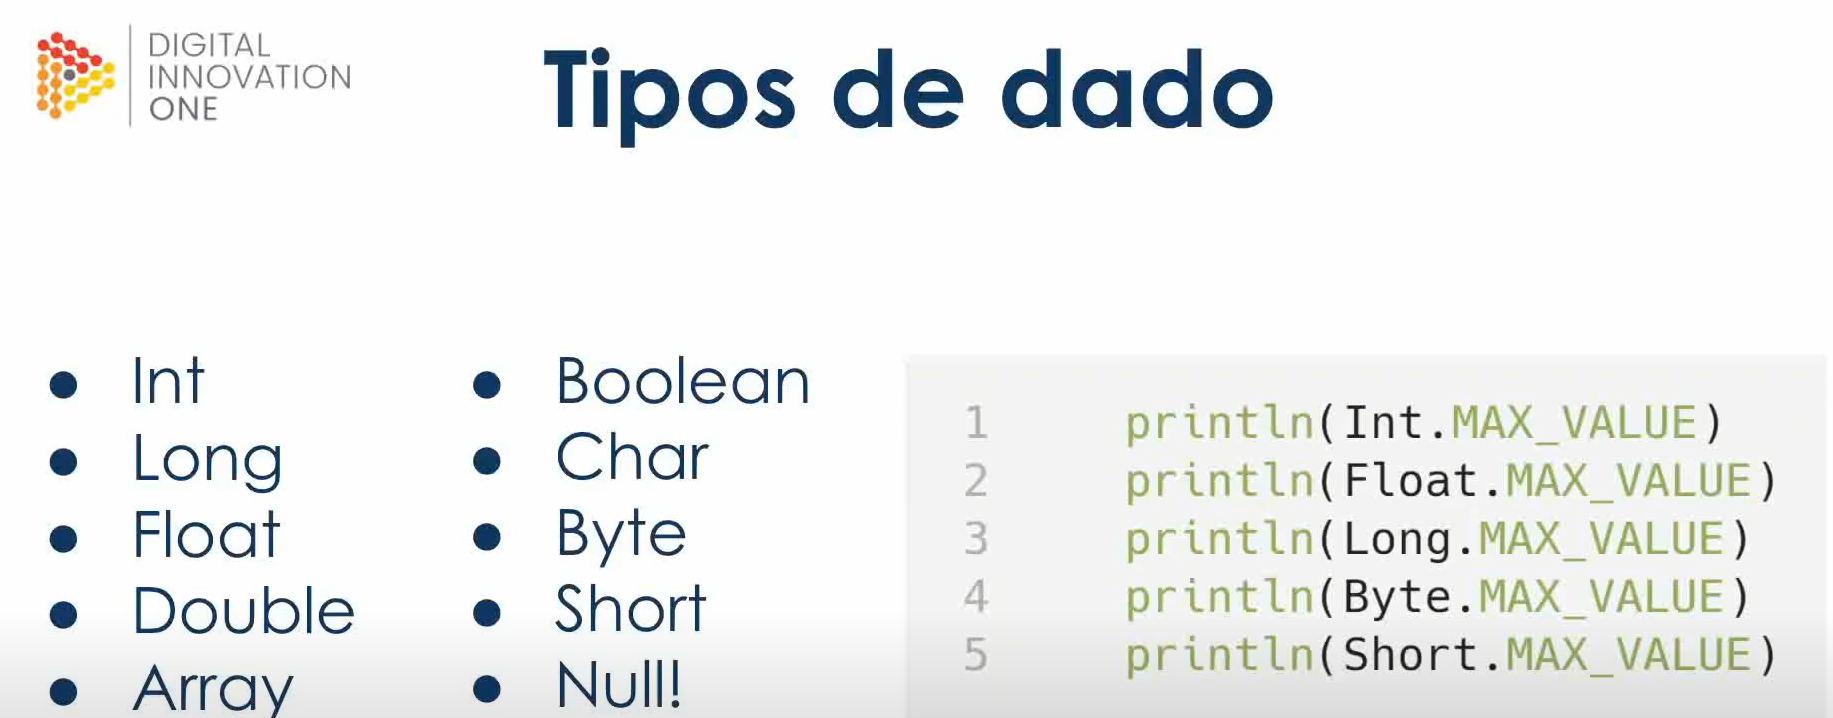 DIGITAL
INNOVATION
ONE
Tipos de dado
● Int
● Long
● Float
● Double
● Array
● Boolean
● Char
● Byte
● Short
● Null!
1 println(Int.MAX_VALUE)
2 println(Float.MAX_VALUE)
3 println(Long.MAX_VALUE)
4 println(Byte.MAX_VALUE)
5 println(Short.MAX_VALUE)